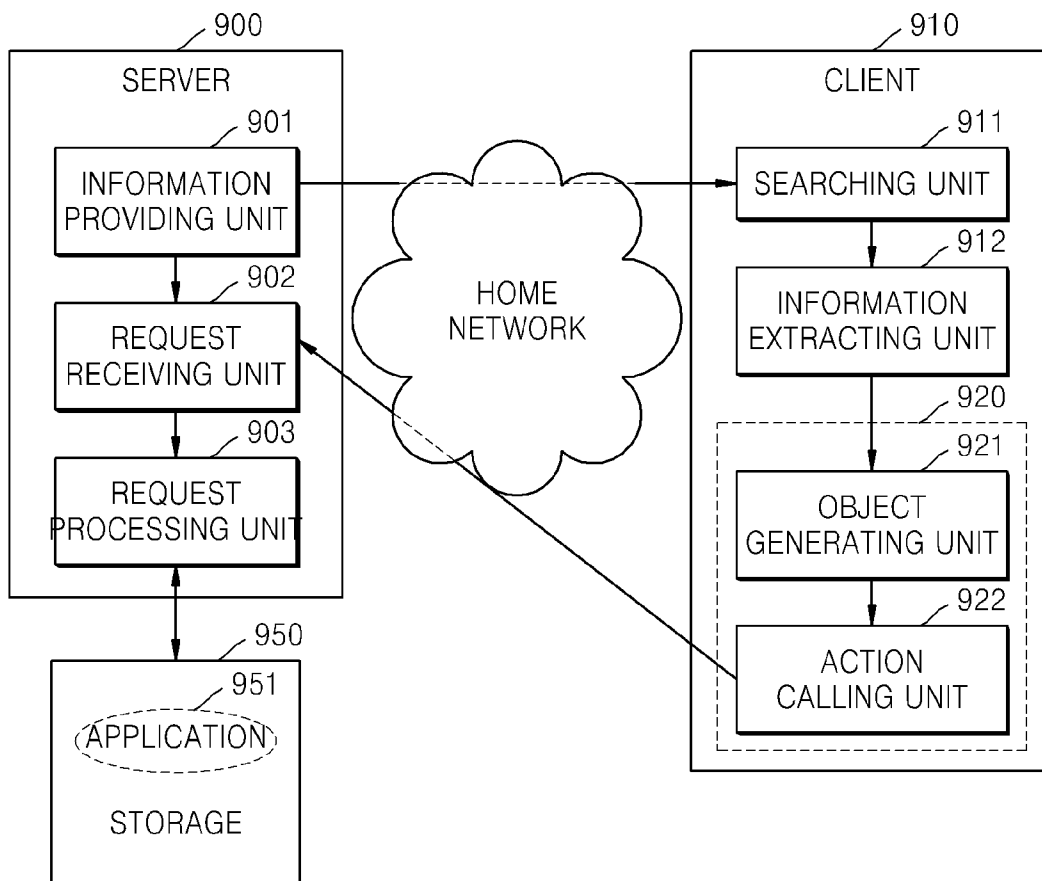 900
SERVER
901
INFORMATION
PROVIDING UNIT
902
REQUEST
RECEIVING UNIT
903
REQUEST
PROCESSING UNIT
950
951
APPLICATION
STORAGE
HOME
NETWORK
910
CLIENT
911
SEARCHING UNIT
912
INFORMATION
EXTRACTING UNIT
920
921
OBJECT
GENERATING UNIT
922
ACTION
CALLING UNIT